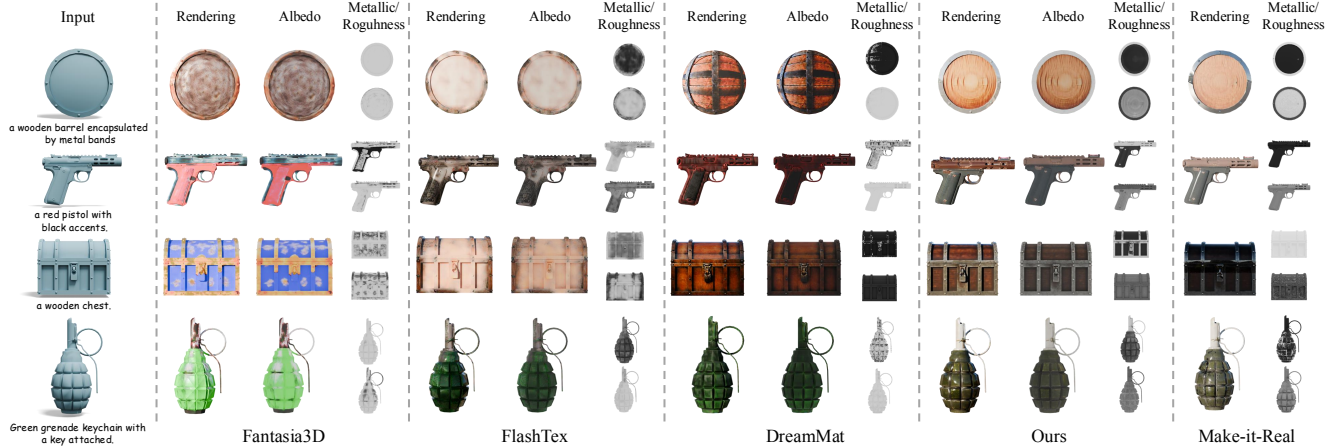 Input
Rendering
Albedo
Metallic/
Roguhness
Rendering
Albedo
Metallic/
Roughness
Rendering
Albedo
Metallic/
Roughness
Rendering
Albedo
Metallic/
Roughness
Rendering
Metallic/
Roughness
a wooden barrel encapsulated
by metal bands
a red pistol with
black accents.
a wooden chest.
Green grenade keychain with
a key attached.
Fantasia3D
FlashTex
DreamMat
Ours
Make-it-Real